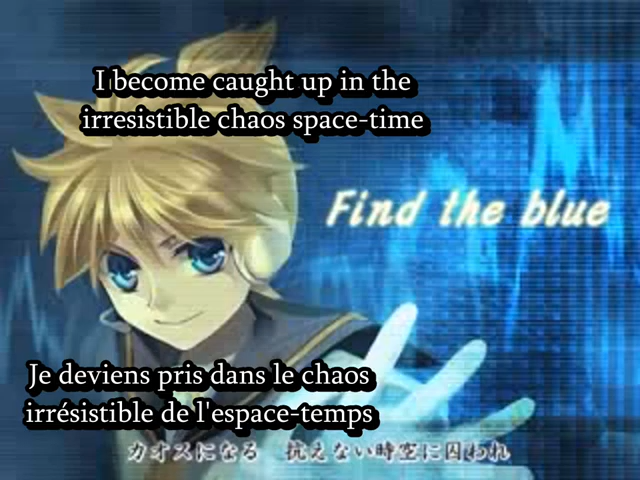 I become caught up in the
irresistible chaos space-time
Find the blue
Je deviens pris dans le chaos
irrésistible de l'espace-temps
カオスになる　抗えない時空に囚われ